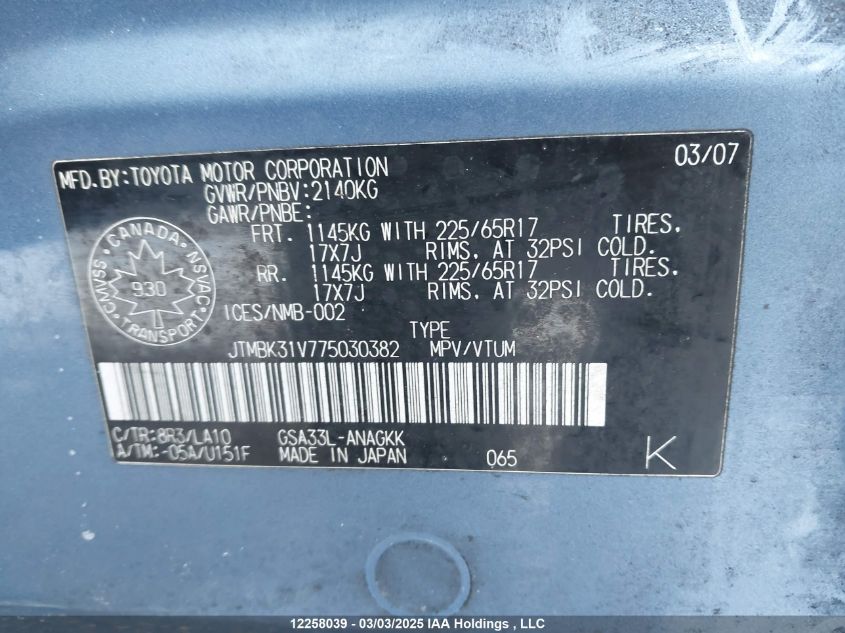 MFD.BY:TOYOTA MOTOR CORPORATION 03/07
GVWR/PNBV:2140KG
GAWR/PNBE:
FRT. 1145KG WITH 225/65R17 TIRES.
17X7J RIMS. AT 32PSI COLD.
RR. 1145KG WITH 225/65R17 TIRES.
17X7J RIMS. AT 32PSI COLD.
CANADA
CMVSS 930 NSVAC
TRANSPORT
ICES/NMB-002
TYPE
JTMBK31V775030382 MPV/VTUM
C/TR:8R3/LA10 GSA33L-ANAGKK
A/TM:-05A/U151F MADE IN JAPAN 065 K
12258039 - 03/03/2025 IAA Holdings , LLC